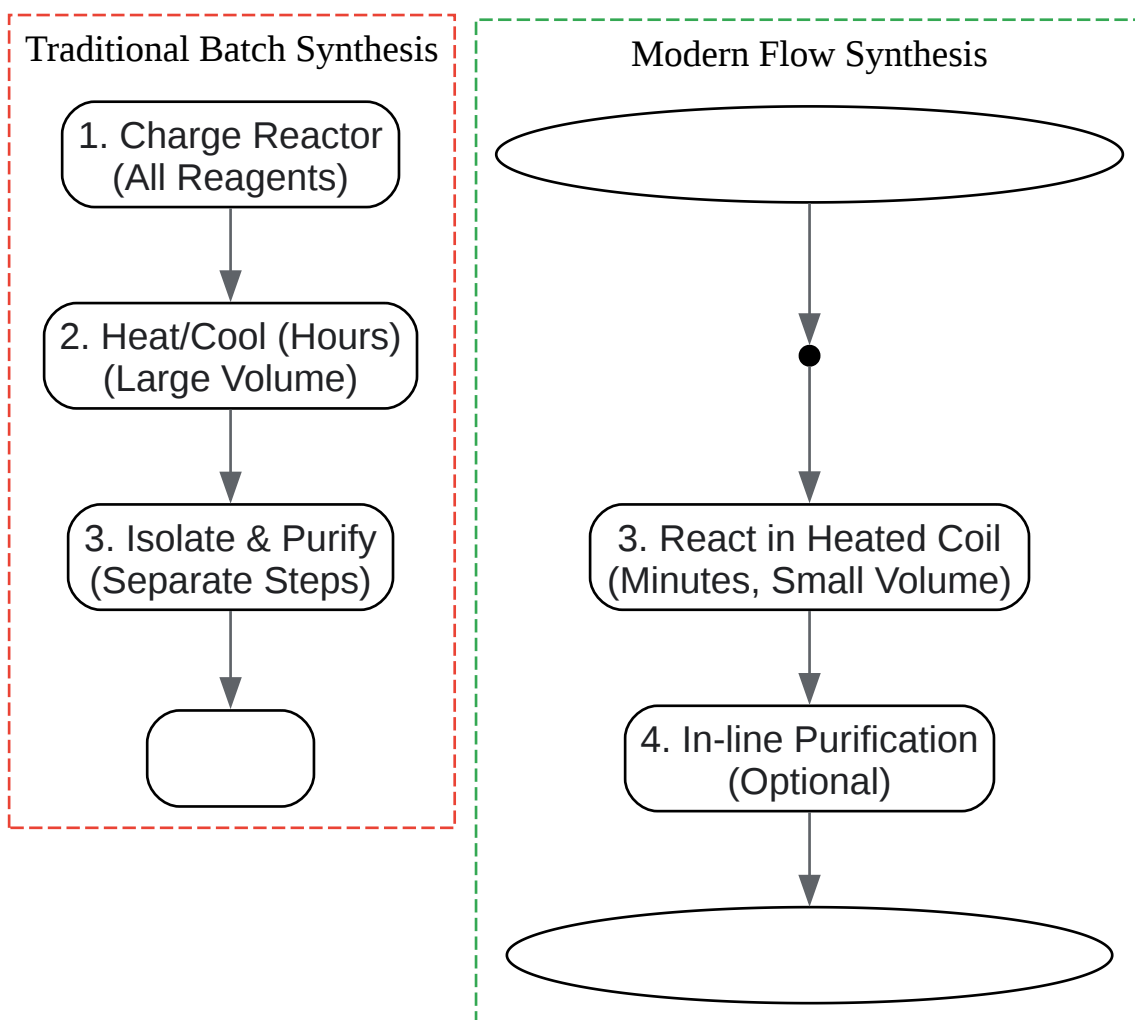 Traditional Batch Synthesis
1. Charge Reactor
(All Reagents)
2. Heat/Cool (Hours)
(Large Volume)
3. Isolate & Purify
(Separate Steps)
Modern Flow Synthesis
3. React in Heated Coil
(Minutes, Small Volume)
4. In-line Purification
(Optional)